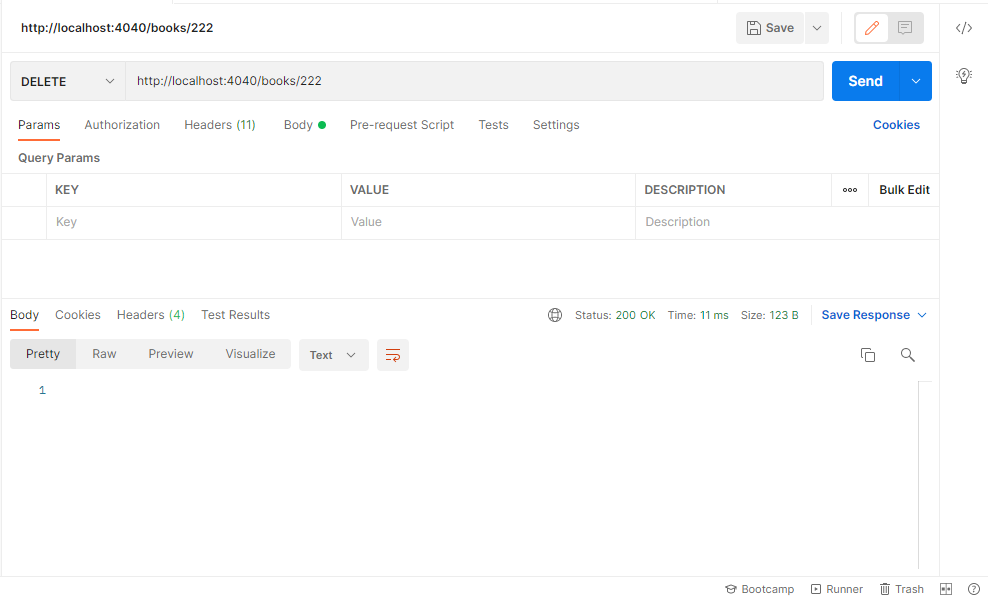 http://localhost:4040/books/222 Save
DELETE http://localhost:4040/books/222 Send
Params Authorization Headers (11) Body Pre-request Script Tests Settings Cookies
Query Params
KEY VALUE DESCRIPTION Bulk Edit
Key Value Description
Body Cookies Headers (4) Test Results Status: 200 OK Time: 11 ms Size: 123 B Save Response
Pretty Raw Preview Visualize Text
1
Bootcamp Runner Trash